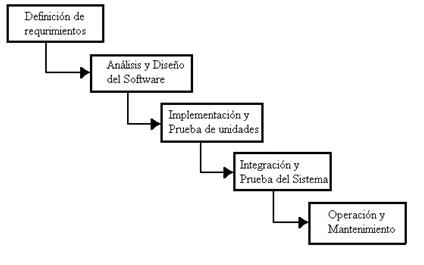 Definición de
requrimientos
Análisis y Diseño
del Software
Implementación y
Prueba de unidades
Integración y
Prueba del Sistema
Operación y
Mantenimiento